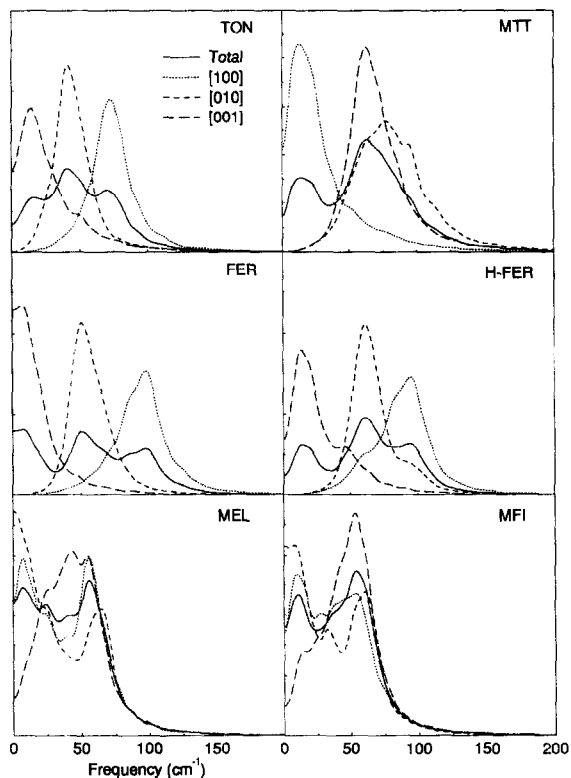 TON
Total
[100]
[010]
[001]
MTT
FER
H-FER
MEL
MFI
0 50 100 150 0 50 100 150 200
Frequency (cm-1)